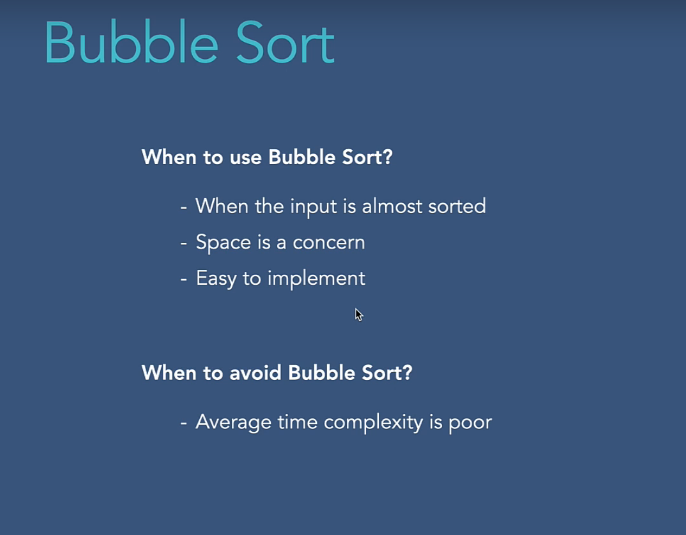 Bubble Sort
When to use Bubble Sort?
- When the input is almost sorted
- Space is a concern
- Easy to implement
When to avoid Bubble Sort?
- Average time complexity is poor